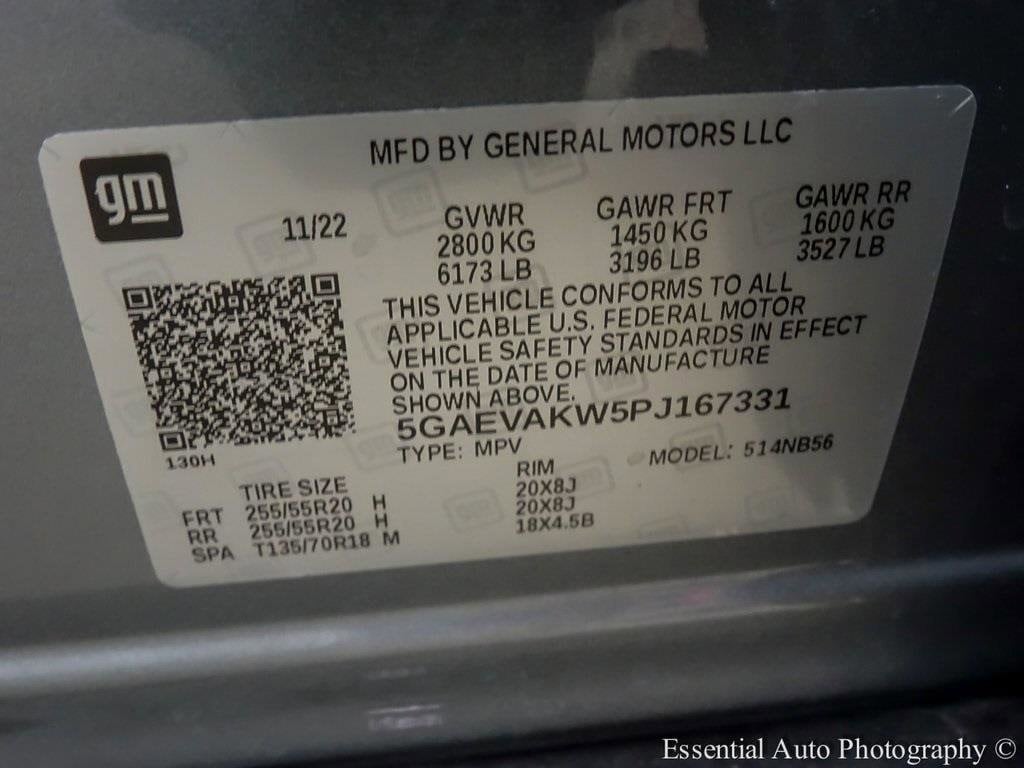 MFD BY GENERAL MOTORS LLC
gm
11/22
GVWR
2800 KG
6173 LB
GAWR FRT
1450 KG
3196 LB
GAWR RR
1600 KG
3527 LB
THIS VEHICLE CONFORMS TO ALL
APPLICABLE U.S. FEDERAL MOTOR
VEHICLE SAFETY STANDARDS IN EFFECT
ON THE DATE OF MANUFACTURE
SHOWN ABOVE.
5GAEVAKW5PJ167331
TYPE: MPV
MODEL: 514NB56
130H
TIRE SIZE
RIM
FRT 255/55R20 H 20X8J
RR 255/55R20 H 20X8J
SPA T135/70R18 M 18X4.5B
Essential Auto Photography ©